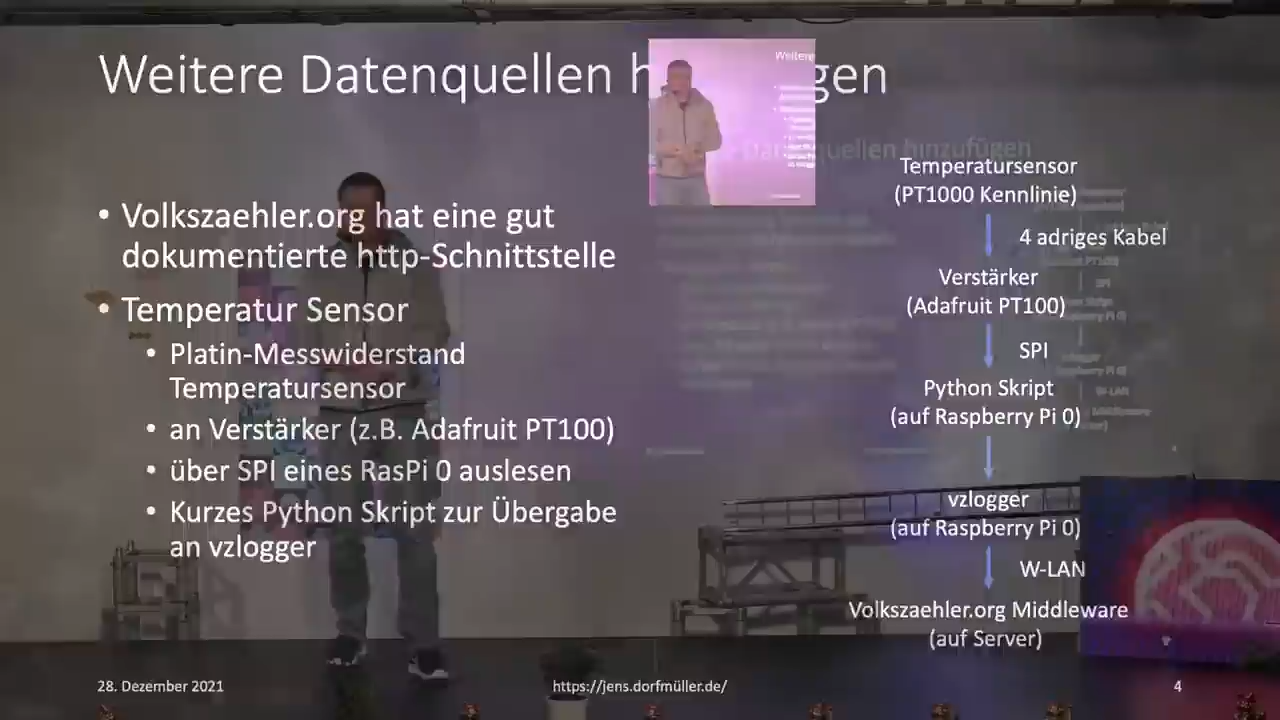 Weitere Datenquellen h gen
Weitere
Datenquellen hinzufügen
• Volkszaehler.org hat eine gut
dokumentierte http-Schnittstelle
• Temperatur Sensor
• Platin-Messwiderstand
Temperatursensor
• an Verstärker (z.B. Adafruit PT100)
• über SPI eines RasPi 0 auslesen
• Kurzes Python Skript zur Übergabe
an vzlogger
Temperatursensor
(PT1000 Kennlinie)
4 adriges Kabel
Verstärker
(Adafruit PT100)
SPI
Python Skript
(auf Raspberry Pi 0)
vzlogger
(auf Raspberry Pi 0)
W-LAN
Volkszaehler.org Middleware
(auf Server)
28. Dezember 2021
https://jens.dorfmüller.de/
4